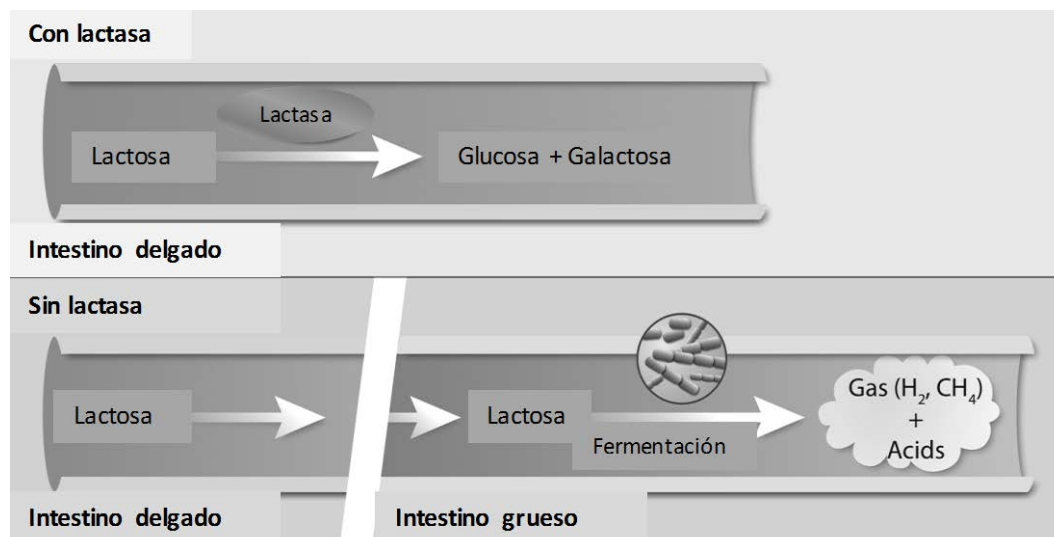 Con lactasa
Lactasa
Lactosa
Glucosa + Galactosa
Intestino delgado
Sin lactasa
Lactosa
Lactosa
Fermentación
Gas (H₂, CH₄)
+
Acids
Intestino delgado
Intestino grueso